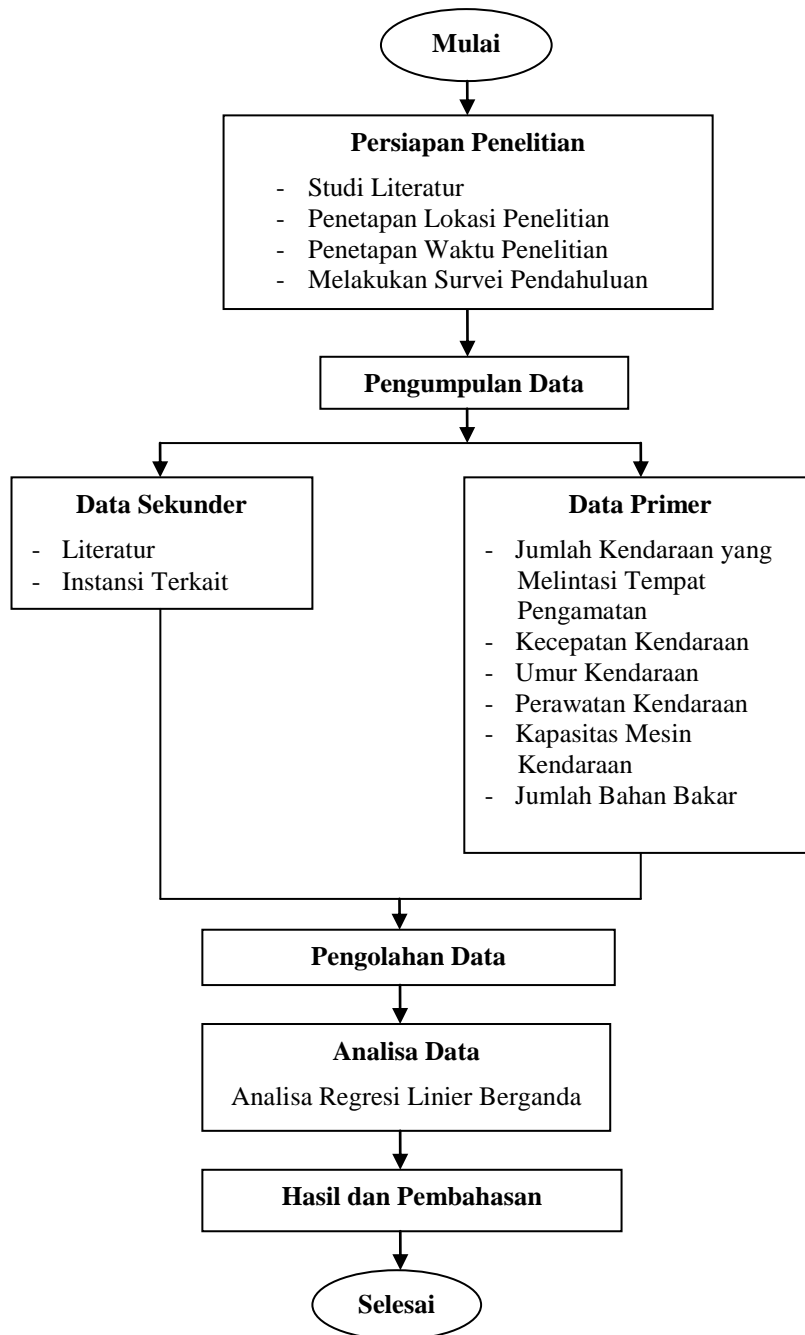 Mulai
Persiapan Penelitian
- Studi Literatur
- Penetapan Lokasi Penelitian
- Penetapan Waktu Penelitian
- Melakukan Survei Pendahuluan
Pengumpulan Data
Data Sekunder
- Literatur
- Instansi Terkait
Data Primer
- Jumlah Kendaraan yang
Melintasi Tempat
Pengamatan
- Kecepatan Kendaraan
- Umur Kendaraan
- Perawatan Kendaraan
- Kapasitas Mesin
Kendaraan
- Jumlah Bahan Bakar
Pengolahan Data
Analisa Data
Analisa Regresi Linier Berganda
Hasil dan Pembahasan
Selesai